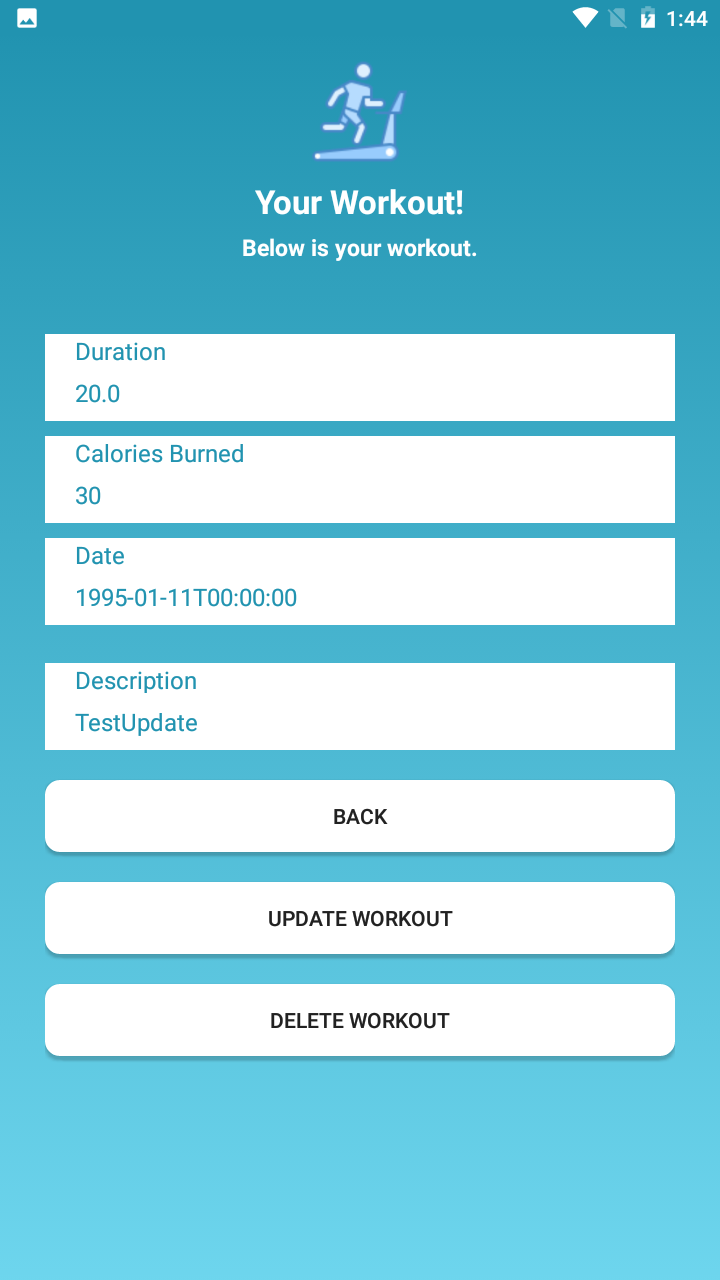 1:44
Your Workout!
Below is your workout.
Duration
20.0
Calories Burned
30
Date
1995-01-11T00:00:00
Description
TestUpdate
BACK
UPDATE WORKOUT
DELETE WORKOUT